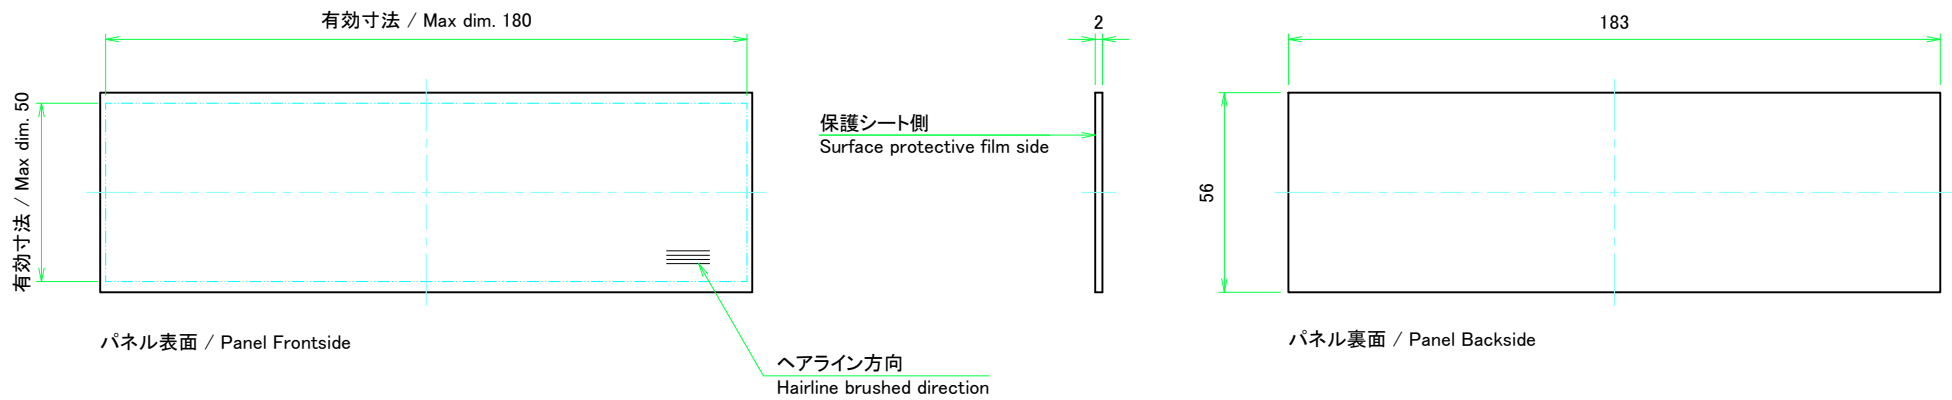 有効寸法 / Max dim. 180
有効寸法 / Max dim. 50
パネル表面 / Panel Frontside
ヘアライン方向
Hairline brushed direction
2
保護シート側
Surface protective film side
183
56
パネル裏面 / Panel Backside